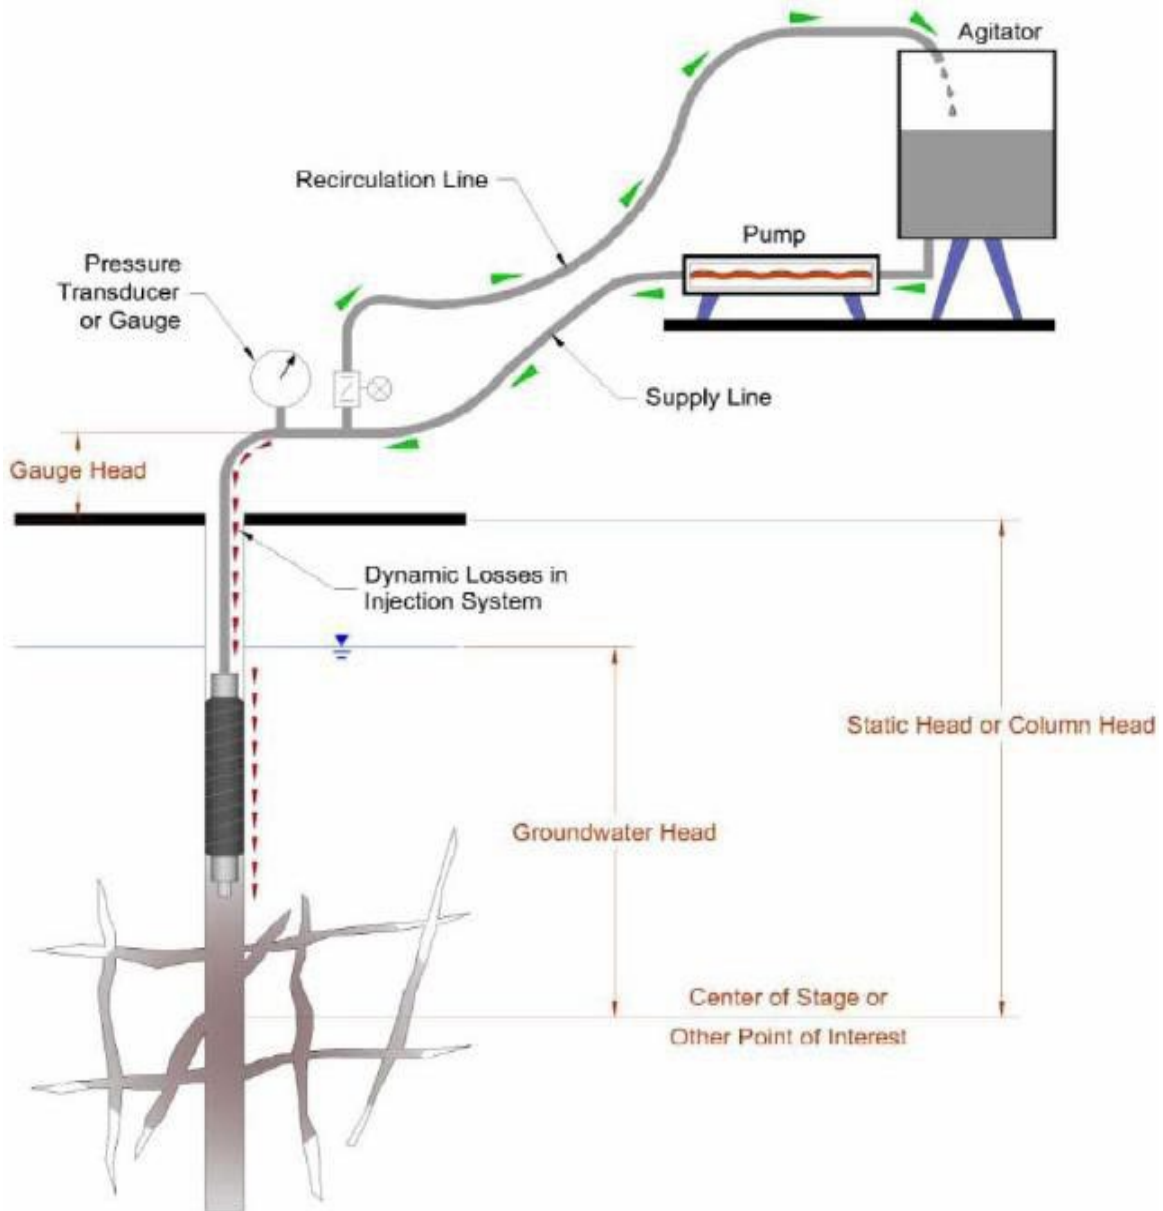 Agitator
Recirculation Line
Pump
Pressure
Transducer
or Gauge
Supply Line
Gauge Head
Dynamic Losses in
Injection System
Static Head or Column Head
Groundwater Head
Center of Stage or
Other Point of Interest